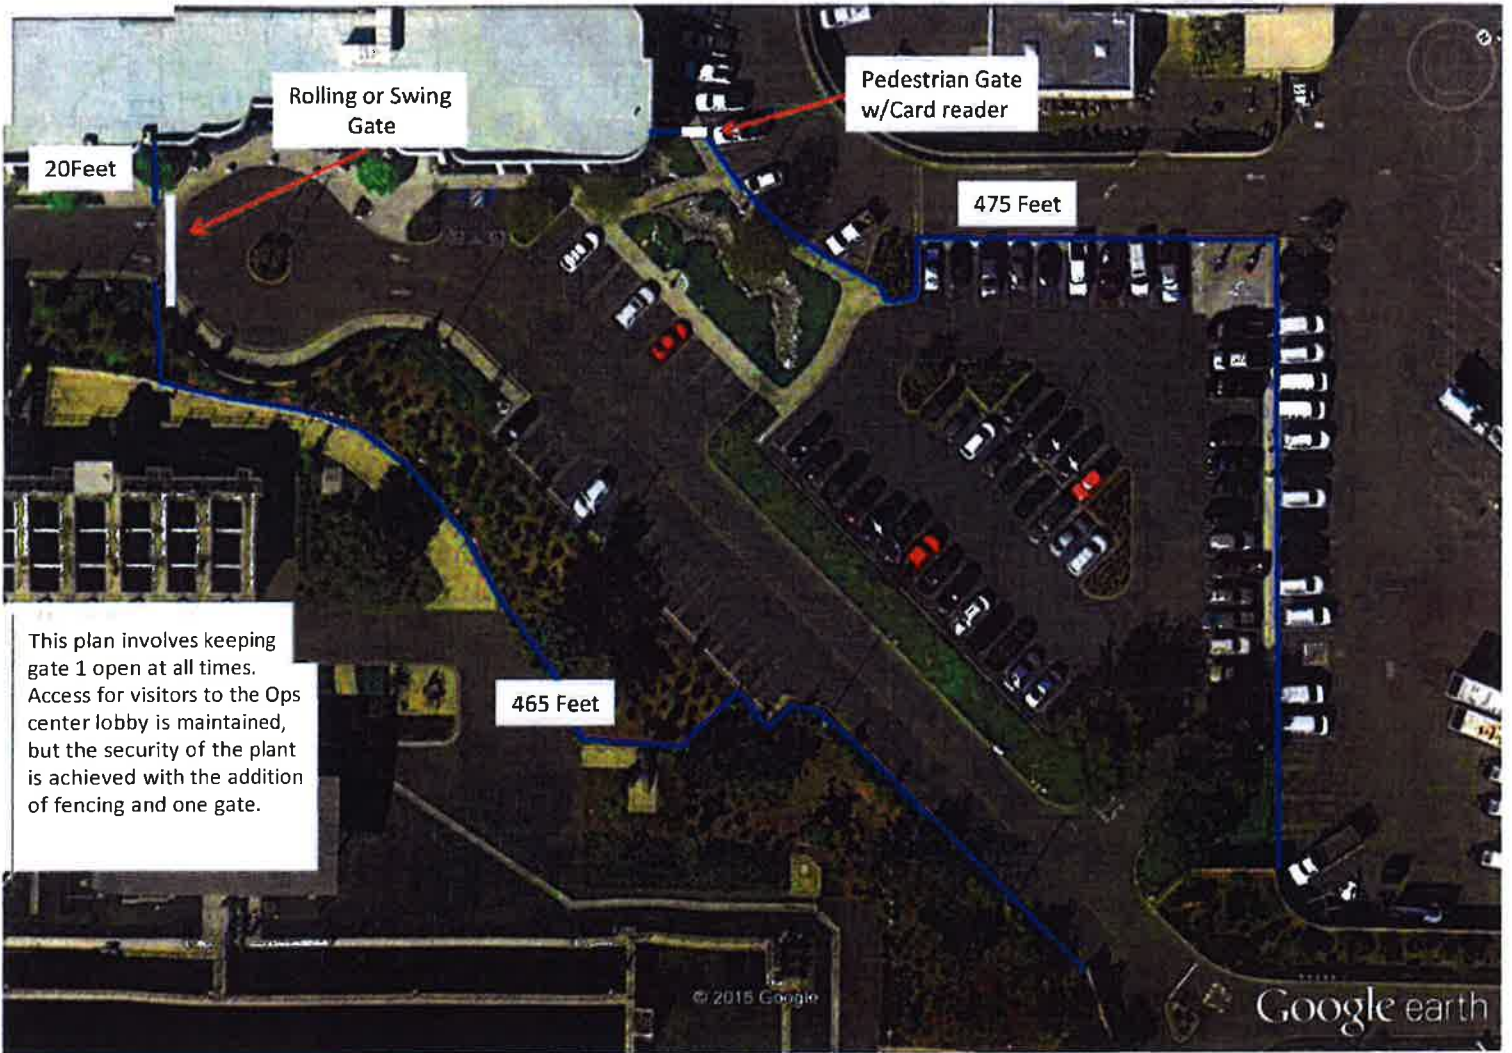 Rolling or Swing
Gate
Pedestrian Gate
w/Card reader
20Feet
475 Feet
465 Feet
This plan involves keeping
gate 1 open at all times.
Access for visitors to the Ops
center lobby is maintained,
but the security of the plant
is achieved with the addition
of fencing and one gate.
© 2015 Google
Google earth
N